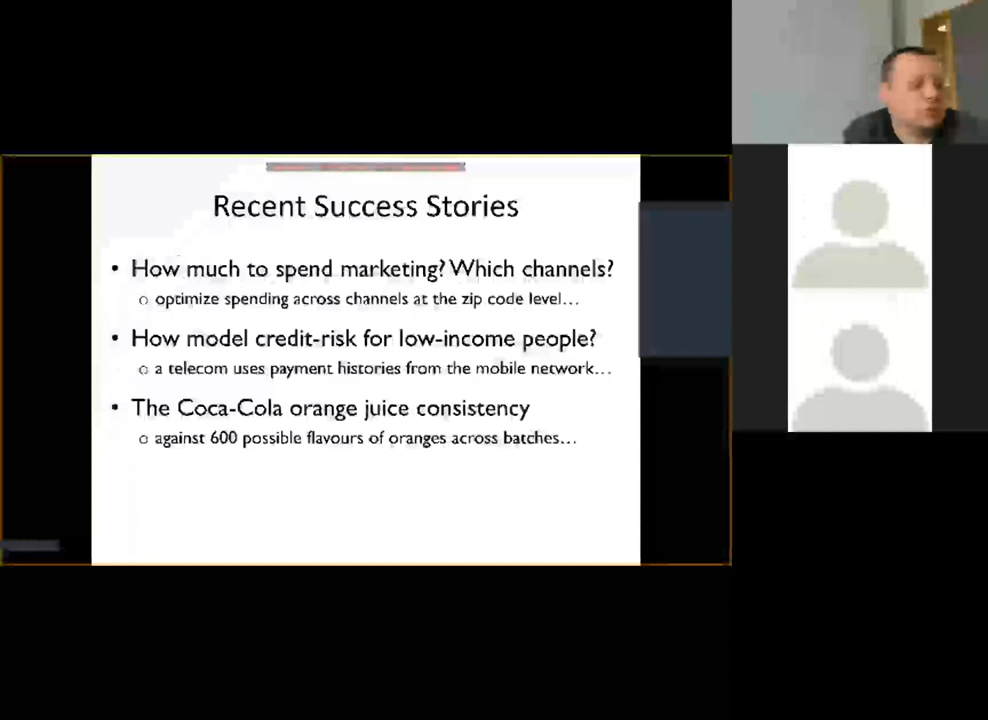 Recent Success Stories
• How much to spend marketing? Which channels?
o optimize spending across channels at the zip code level...
• How model credit-risk for low-income people?
o a telecom uses payment histories from the mobile network...
• The Coca-Cola orange juice consistency
o against 600 possible flavours of oranges across batches...